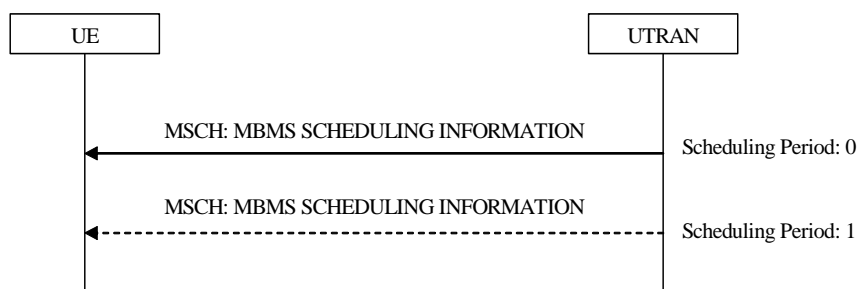 UE
UTRAN
MSCH: MBMS SCHEDULING INFORMATION
Scheduling Period: 0
MSCH: MBMS SCHEDULING INFORMATION
Scheduling Period: 1